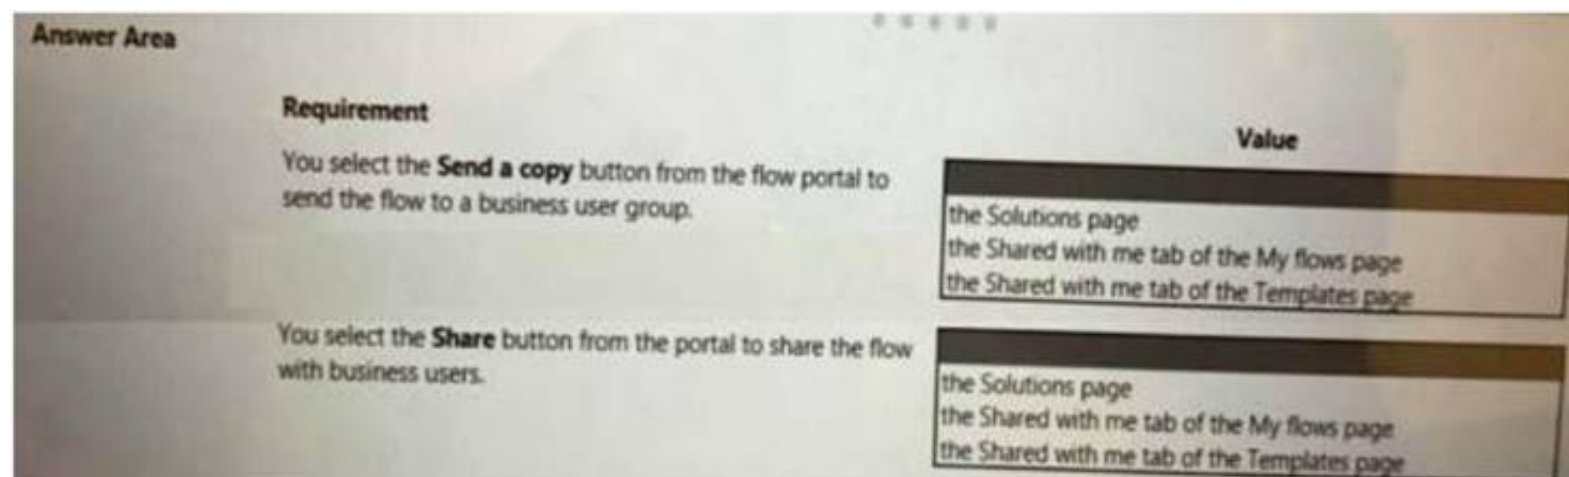 Answer Area
Requirement
Value
You select the Send a copy button from the flow portal to
send the flow to a business user group.
the Solutions page
the Shared with me tab of the My flows page
the Shared with me tab of the Templates page
You select the Share button from the portal to share the flow
with business users.
the Solutions page
the Shared with me tab of the My flows page
the Shared with me tab of the Templates page